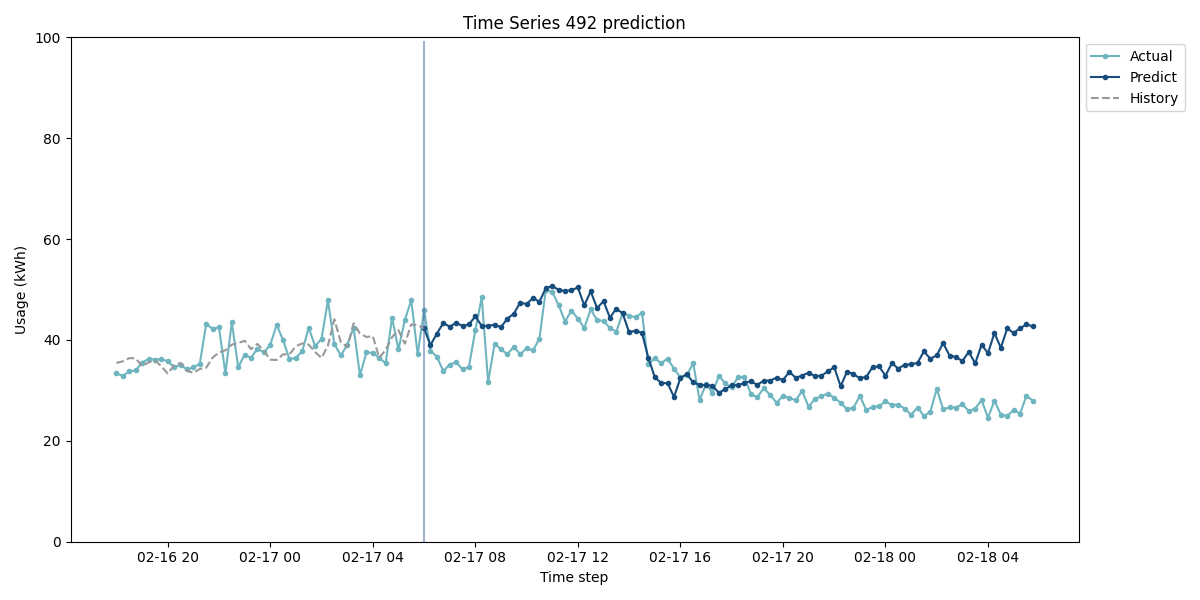 Time Series 492 prediction
100
80
60
40
20
0
Usage (kWh)
02-16 20
02-17 00
02-17 04
02-17 08
02-17 12
02-17 16
02-17 20
02-18 00
02-18 04
Time step
Actual
Predict
History